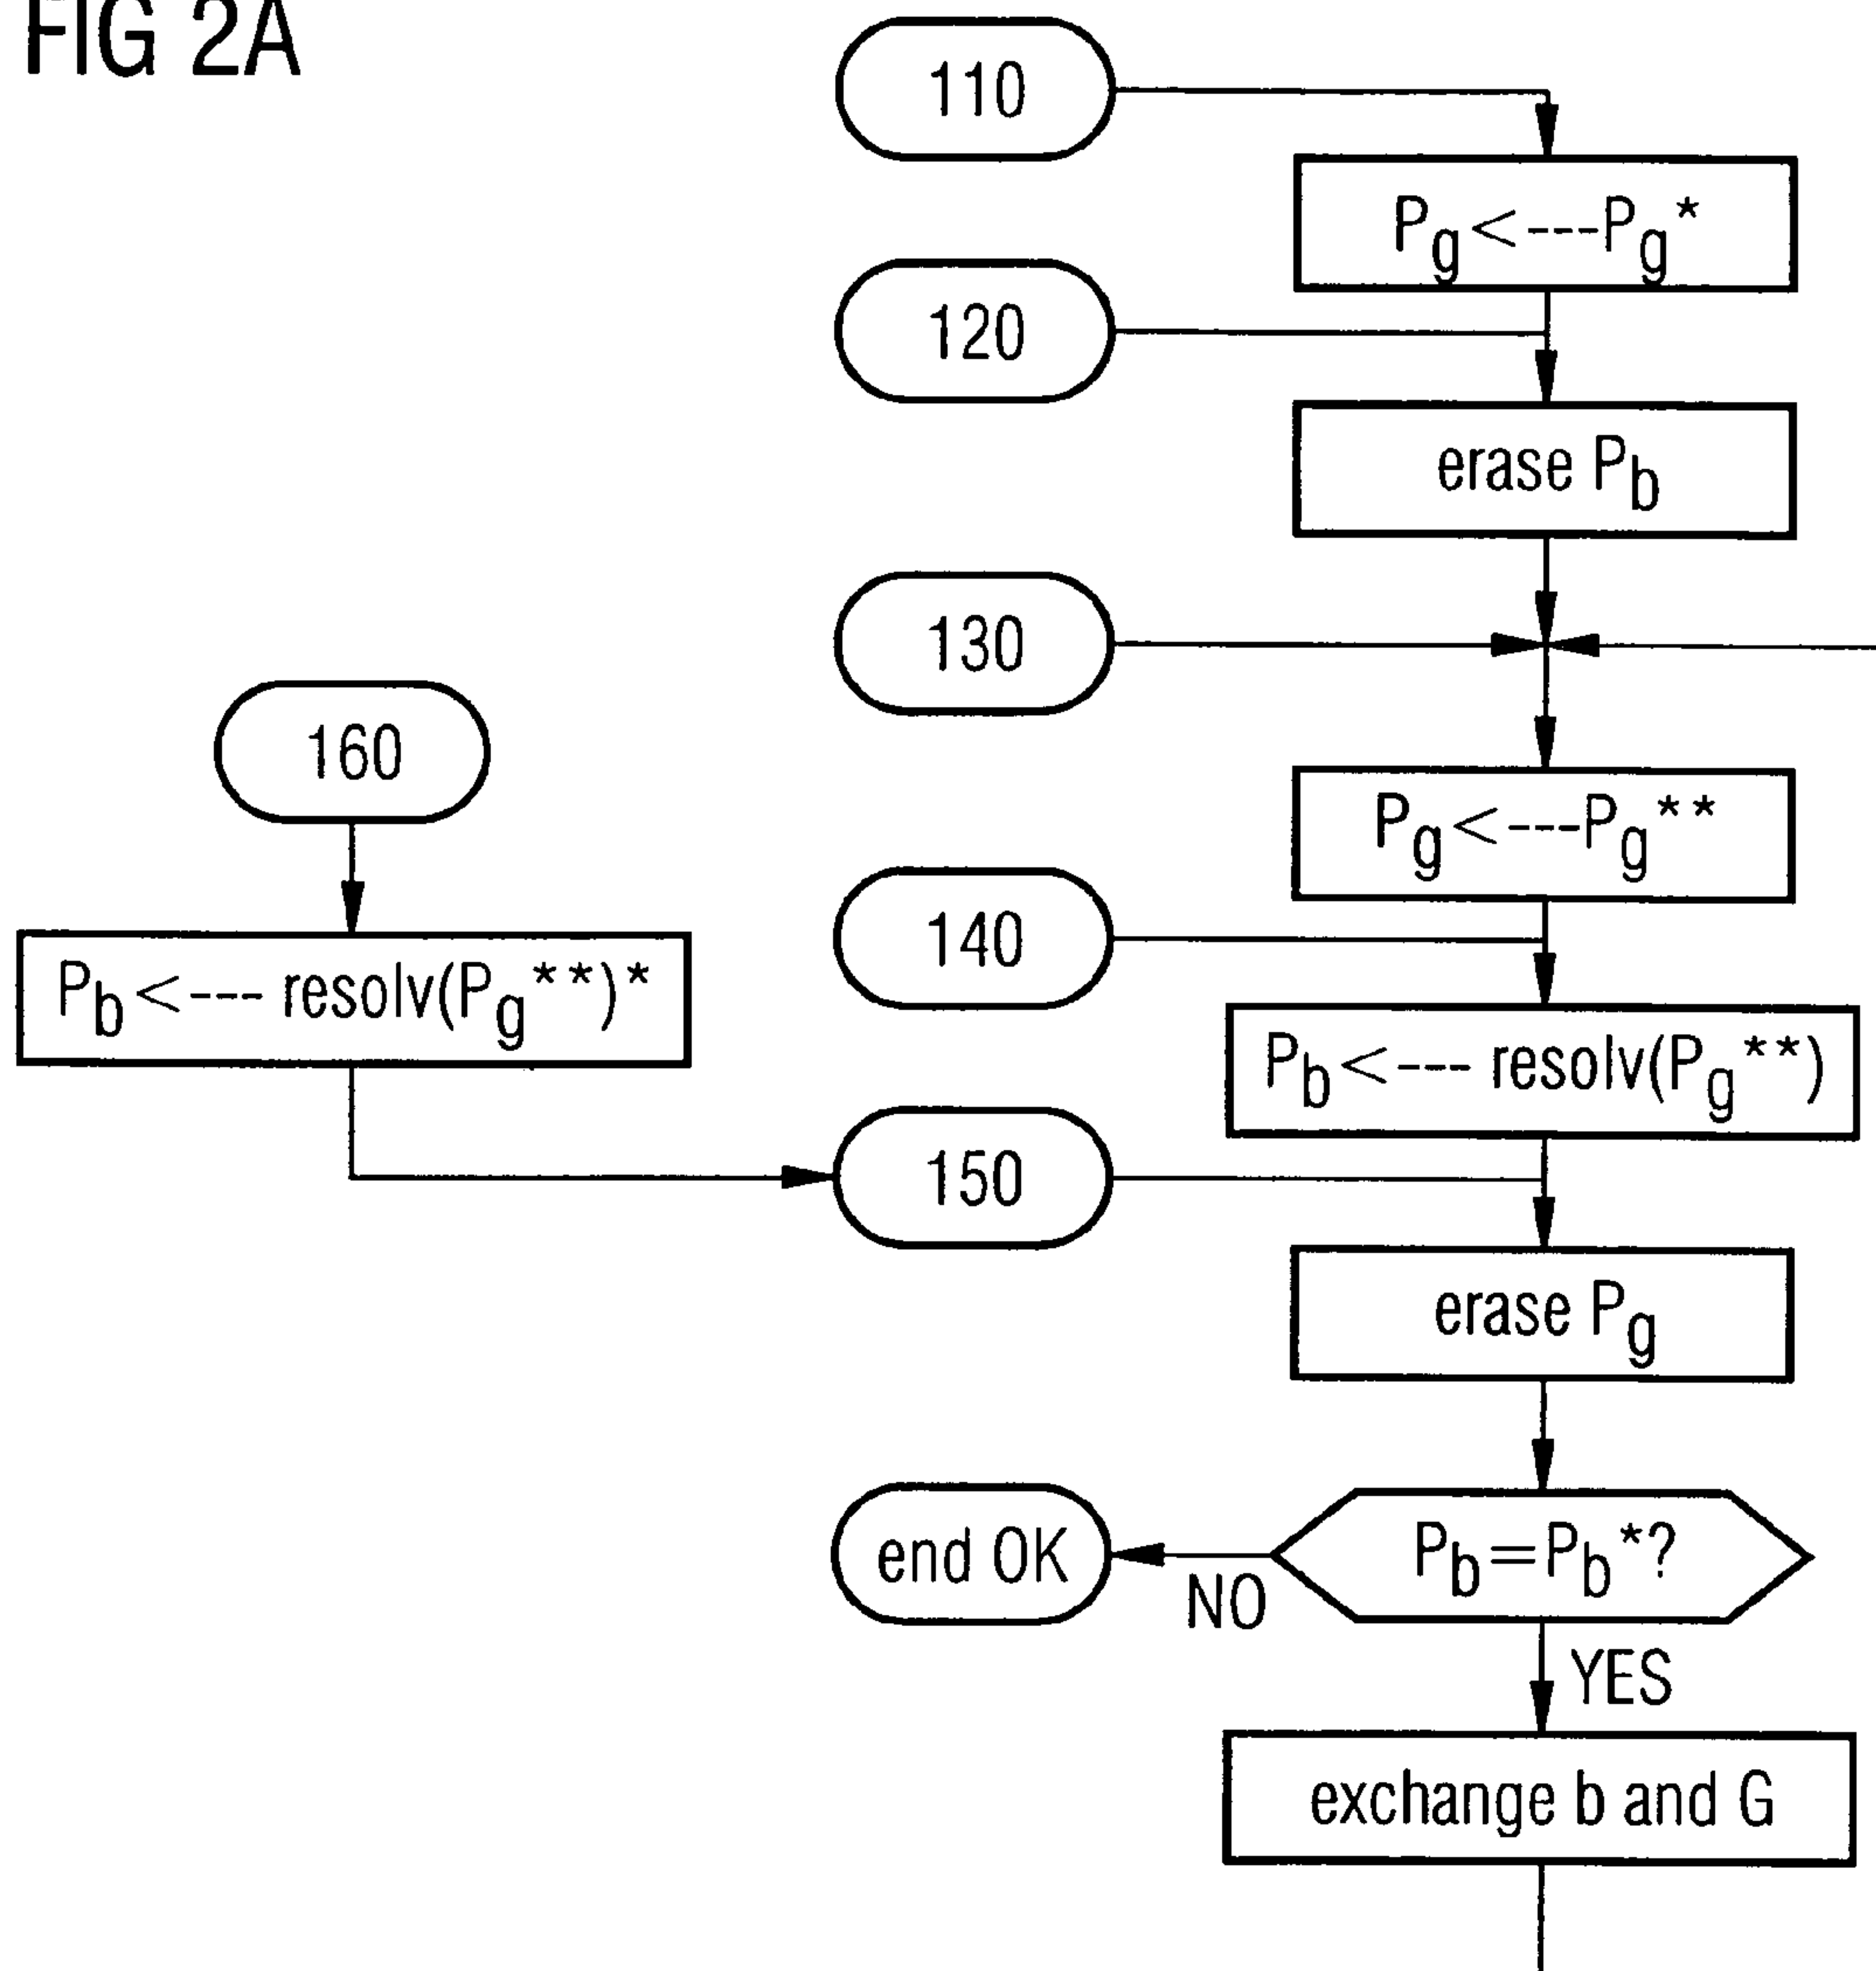 FIG 2A
110
Pg<---Pg*
120
erase Pb
130
160
Pg<---Pg**
140
Pb<--- resolv(Pg**)*
Pb<--- resolv(Pg**)
150
erase Pg
end OK
Pb=Pb*?
NO
YES
exchange b and G